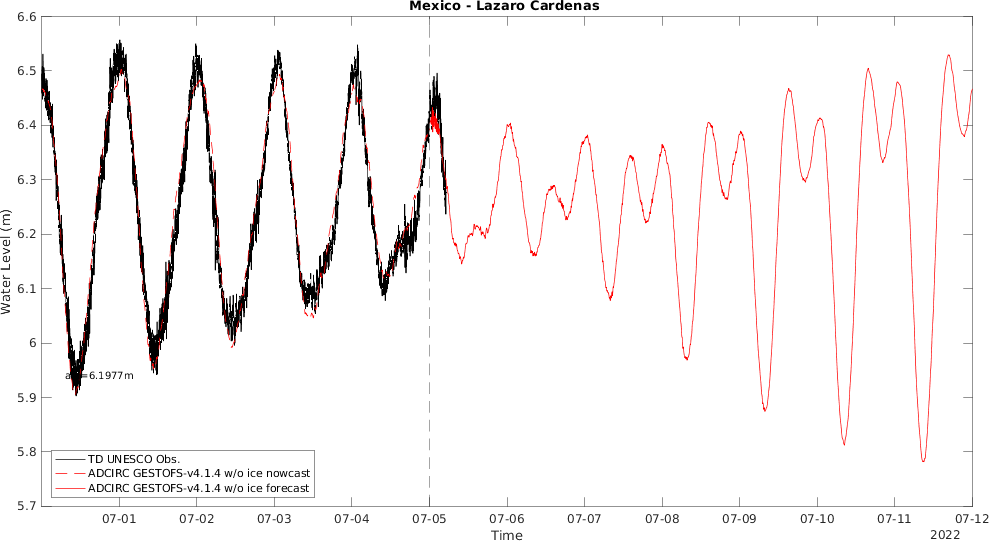 Mexico - Lazaro Cardenas
Water Level (m)
6.6
6.5
6.4
6.3
6.2
6.1
6
5.9
5.8
5.7
=6.1977m
TD UNESCO Obs.
ADCIRC GESTOFS-v4.1.4 w/o ice nowcast
ADCIRC GESTOFS-v4.1.4 w/o ice forecast
07-01 07-02 07-03 07-04 07-05 07-06 07-07 07-08 07-09 07-10 07-11 07-12
Time
2022